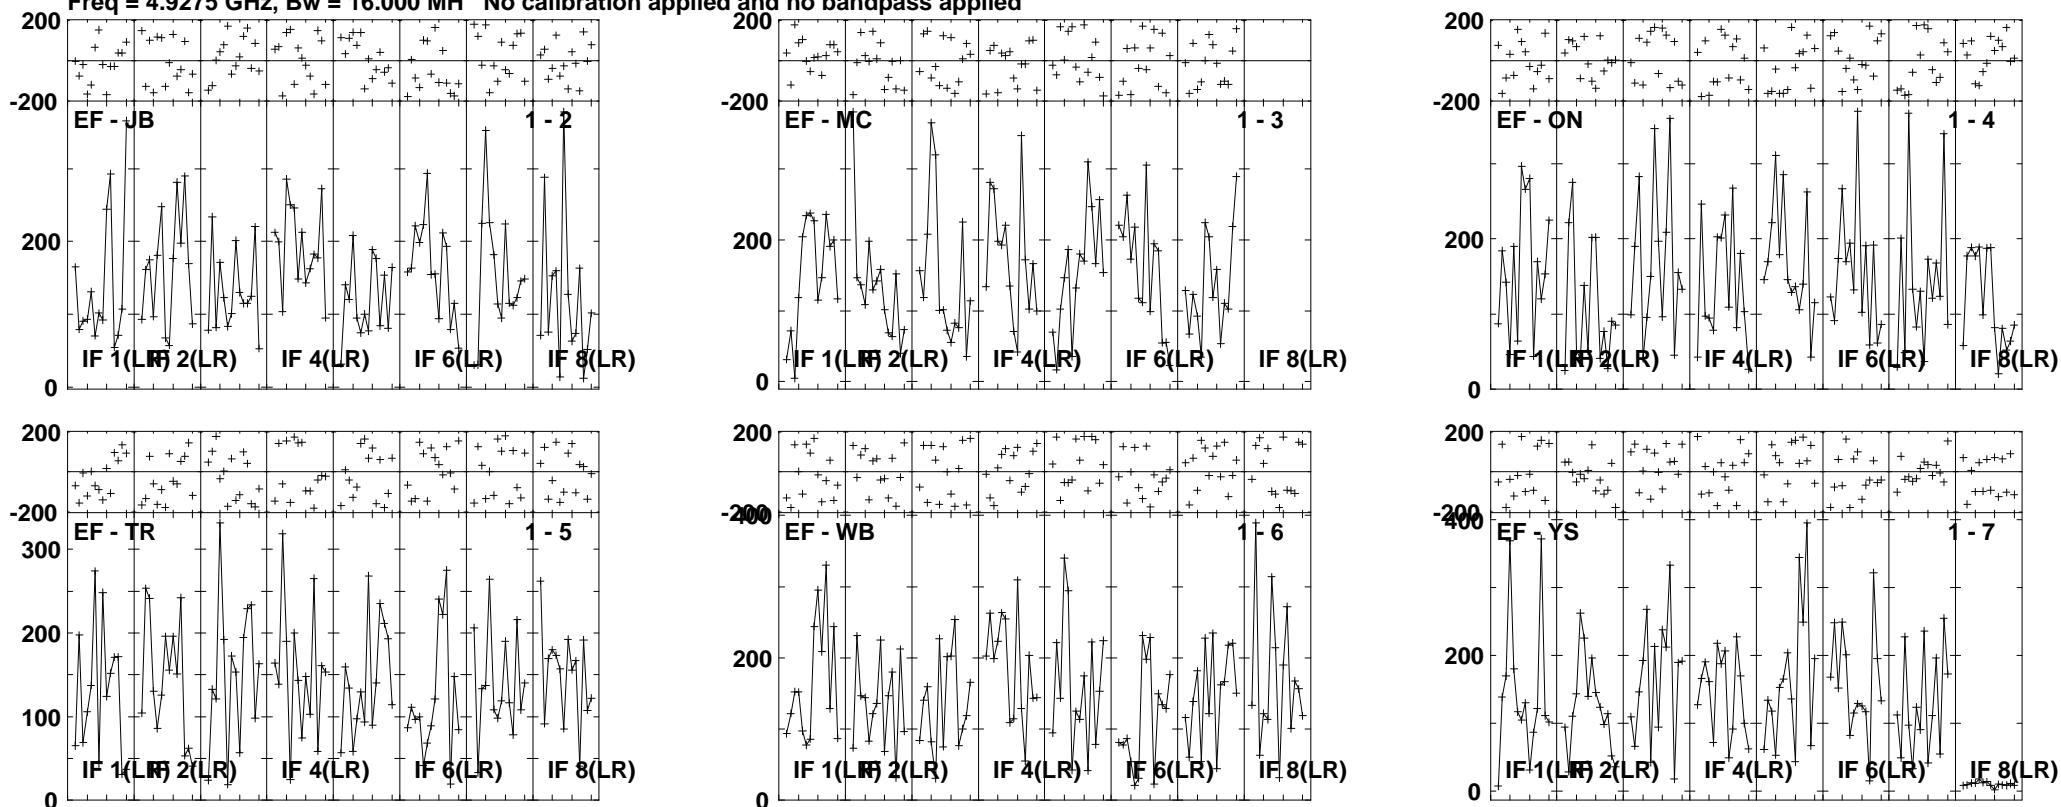 Freq = 4.9275 GHz, Bw = 16.000 MH No calibration applied and no bandpass applied
200
-200
EF - JB
1 - 2
200
0
IF 1(LR)
IF 2(LR)
IF 4(LR)
IF 6(LR)
IF 8(LR)
200
-200
EF - MC
1 - 3
200
0
IF 1(LR)
IF 2(LR)
IF 4(LR)
IF 6(LR)
IF 8(LR)
200
-200
EF - ON
1 - 4
200
0
IF 1(LR)
IF 2(LR)
IF 4(LR)
IF 6(LR)
IF 8(LR)
200
-200
EF - TR
1 - 5
300
200
100
0
IF 1(LR)
IF 2(LR)
IF 4(LR)
IF 6(LR)
IF 8(LR)
200
-200
400
EF - WB
1 - 6
200
0
IF 1(LR)
IF 2(LR)
IF 4(LR)
IF 6(LR)
IF 8(LR)
200
-200
400
EF - YS
1 - 7
200
0
IF 1(LR)
IF 2(LR)
IF 4(LR)
IF 6(LR)
IF 8(LR)